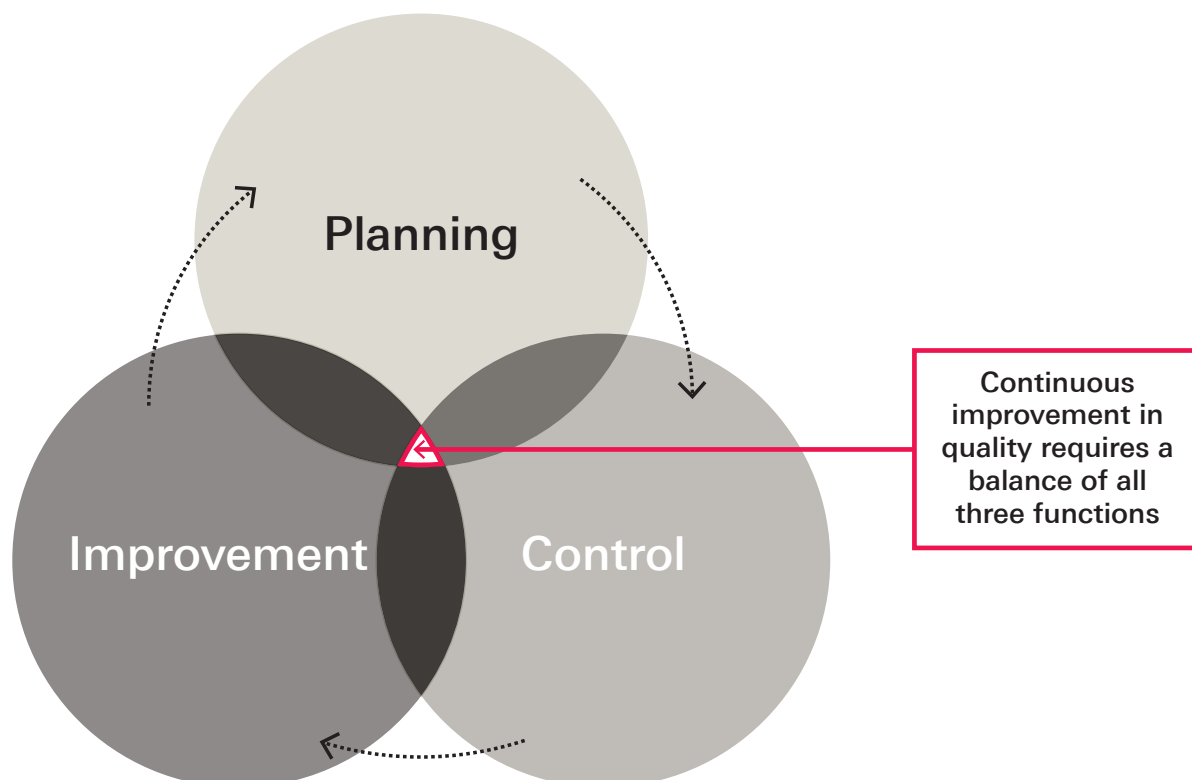 Planning
Improvement
Control
Continuous
improvement in
quality requires a
balance of all
three functions